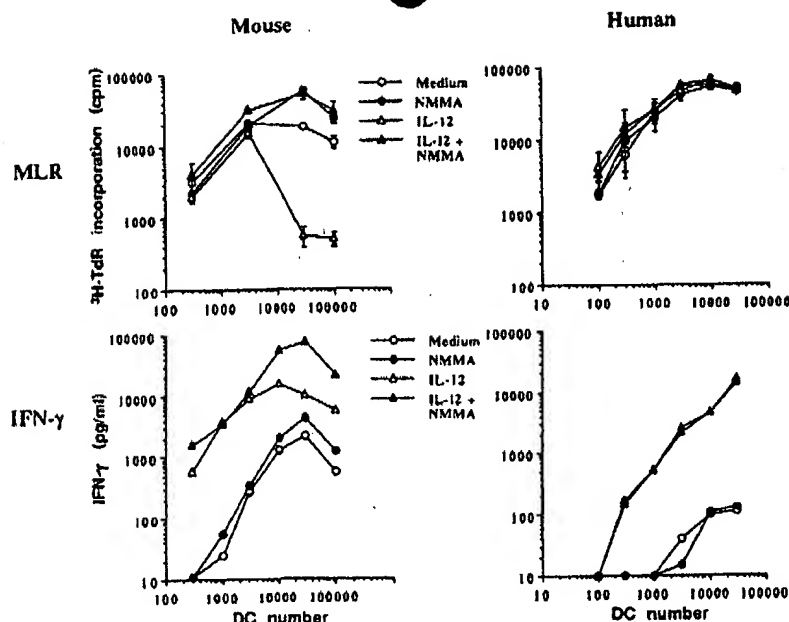 Mouse
Human
MLR
³H-TdR incorporation (cpm)
100000
10000
1000
100
100 1000 10000 100000
Medium
NMMA
IL-12
IL-12 + NMMA
100000
10000
1000
100
10 100 1000 10000 100000
IFN-γ
IFN-γ (pg/ml)
100000
10000
1000
100
10
100 1000 10000 100000
DC number
Medium
NMMA
IL-12
IL-12 + NMMA
100000
10000
1000
100
10
10 100 1000 10000 100000
DC number